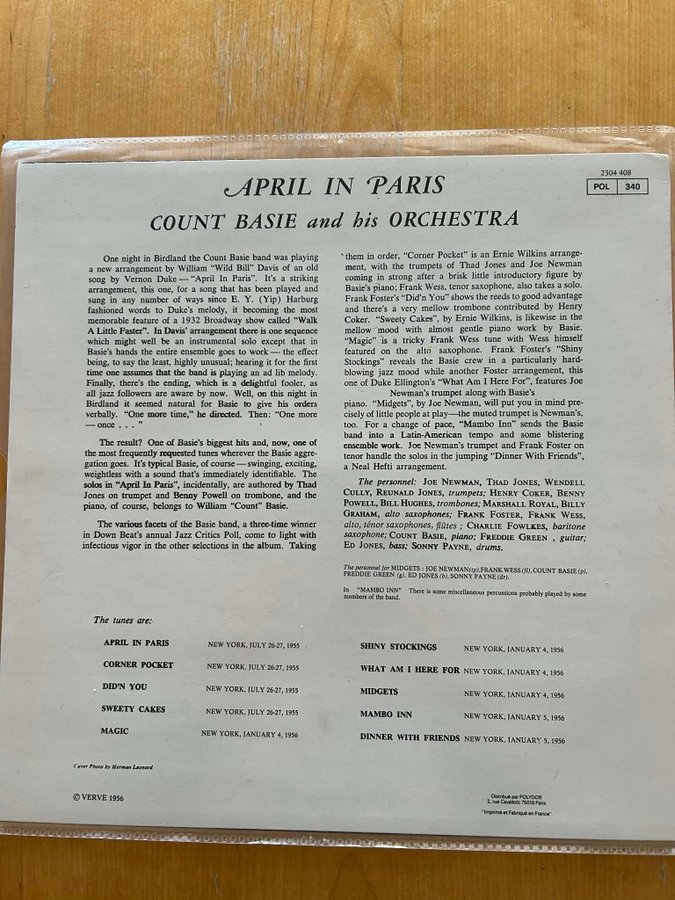 APRIL IN PARIS
COUNT BASIE and his ORCHESTRA
2304 408
POL 340
One night in Birdland the Count Basie band was playing
a new arrangement by William "Wild Bill" Davis of an old
song by Vernon Duke — "April In Paris". It's a striking
arrangement, this one, for a song that has been played and
sung in any number of ways since E. Y. (Yip) Harburg
fashioned words to Duke's melody, it becoming the most
memorable feature of a 1932 Broadway show called "Walk
A Little Faster". In Davis' arrangement there is one sequence
which might well be an instrumental solo except that in
Basie's hands the entire ensemble goes to work — the effect
being, to say the least, highly unusual; hearing it for the first
time one assumes that the band is playing an ad lib melody.
Finally, there's the ending, which is a delightful fooler, as
all jazz followers are aware by now. Well, on this night in
Birdland it seemed natural for Basie to give his orders
verbally. "One more time," he directed. Then: "One more
— once . . . "
The result? One of Basie's biggest hits and, now, one of
the most frequently requested tunes wherever the Basie aggre-
gation goes. It's typical Basie, of course — swinging, exciting,
weightless with a sound that's immediately identifiable. The
solos in "April In Paris", incidentally, are authored by Thad
Jones on trumpet and Benny Powell on trombone, and the
piano, of course, belongs to William "Count" Basie.
The various facets of the Basie band, a three-time winner
in Down Beat's annual Jazz Critics Poll, come to light with
infectious vigor in the other selections in the album. Taking
them in order, "Corner Pocket" is an Ernie Wilkins arrange-
ment, with the trumpets of Thad Jones and Joe Newman
coming in strong after a brisk little introductory figure by
Basie's piano; Frank Wess, tenor saxophone, also takes a solo.
Frank Foster's "Did'n You" shows the reeds to good advantage
and there's a very mellow trombone contributed by Henry
Coker. "Sweety Cakes", by Ernie Wilkins, is likewise in the
mellow mood with almost gentle piano work by Basie.
"Magic" is a tricky Frank Wess tune with Wess himself
featured on the alto saxophone. Frank Foster's "Shiny
Stockings" reveals the Basie crew in a particularly hard-
blowing jazz mood while another Foster arrangement, this
one of Duke Ellington's "What Am I Here For", features Joe
Newman's trumpet along with Basie's
piano. "Midgets", by Joe Newman, will put you in mind pre-
cisely of little people at play—the muted trumpet is Newman's,
too. For a change of pace, "Mambo Inn" sends the Basie
band into a Latin-American tempo and some blistering
ensemble work. Joe Newman's trumpet and Frank Foster on
tenor handle the solos in the jumping "Dinner With Friends",
a Neal Hefti arrangement.
The personnel: JOE NEWMAN, THAD JONES, WENDELL
CULLY, REUNALD JONES, trumpets; HENRY COKER, BENNY
POWELL, BILL HUGHES, trombones; MARSHALL ROYAL, BILLY
GRAHAM, alto saxophones; FRANK FOSTER, FRANK WESS,
alto, ténor saxophones, flûtes ; CHARLIE FOWLKES, baritone
saxophone; COUNT BASIE, piano; FREDDIE GREEN , guitar;
ED JONES, bass; SONNY PAYNE, drums.
The personnel for MIDGETS : JOE NEWMAN (tp), FRANK WESS (fl), COUNT BASIE (p),
FREDDIE GREEN (g), ED JONES (b), SONNY PAYNE (dr).
In "MAMBO INN" There is some miscellaneous percussions probably played by some
members of the band.
The tunes are:
APRIL IN PARIS NEW YORK, JULY 26-27, 1955
CORNER POCKET NEW YORK, JULY 26-27, 1955
DID'N YOU NEW YORK, JULY 26-27, 1955
SWEETY CAKES NEW YORK, JULY 26-27, 1955
MAGIC NEW YORK, JANUARY 4, 1956
SHINY STOCKINGS NEW YORK, JANUARY 4, 1956
WHAT AM I HERE FOR NEW YORK, JANUARY 4, 1956
MIDGETS NEW YORK, JANUARY 4, 1956
MAMBO INN NEW YORK, JANUARY 5, 1956
DINNER WITH FRIENDS NEW YORK, JANUARY 5, 1956
Cover Photo by Herman Leonard
© VERVE 1956
Distribué par POLYDOR
2, rue Cavallotti 75018 Paris
"Imprimé et Fabriqué en France"